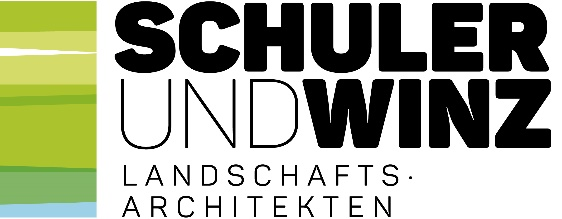 SCHULER
UNDWINZ
LANDSCHAFTS·
ARCHITEKTEN